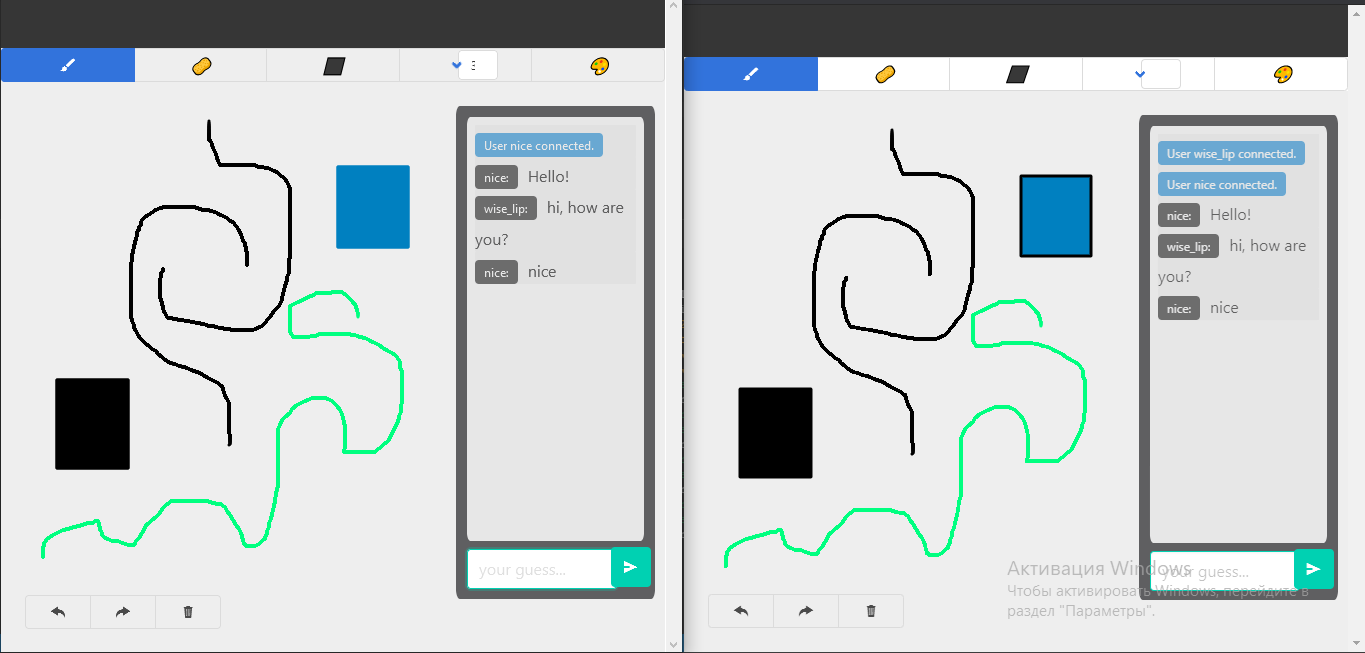 3
User nice connected.
nice: Hello!
wise_lip: hi, how are
you?
nice: nice
your guess...
User wise_lip connected.
User nice connected.
nice: Hello!
wise_lip: hi, how are
you?
nice: nice
your guess...
Активация Windows
Чтобы активировать Windows, перейдите в
раздел "Параметры".